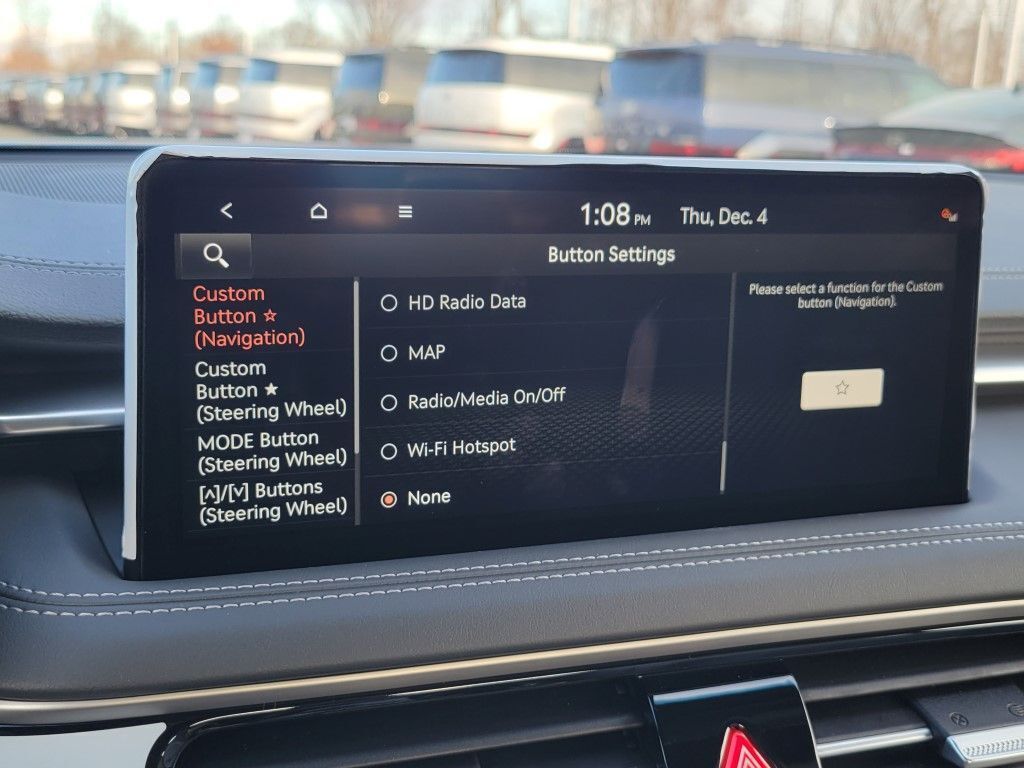 1:08 PM Thu, Dec. 4
Button Settings
Custom
Button ☆
(Navigation)
Custom
Button ★
(Steering Wheel)
MODE Button
(Steering Wheel)
[∧]/[∨] Buttons
(Steering Wheel)
HD Radio Data
MAP
Radio/Media On/Off
Wi-Fi Hotspot
None
Please select a function for the Custom
button (Navigation).
☆